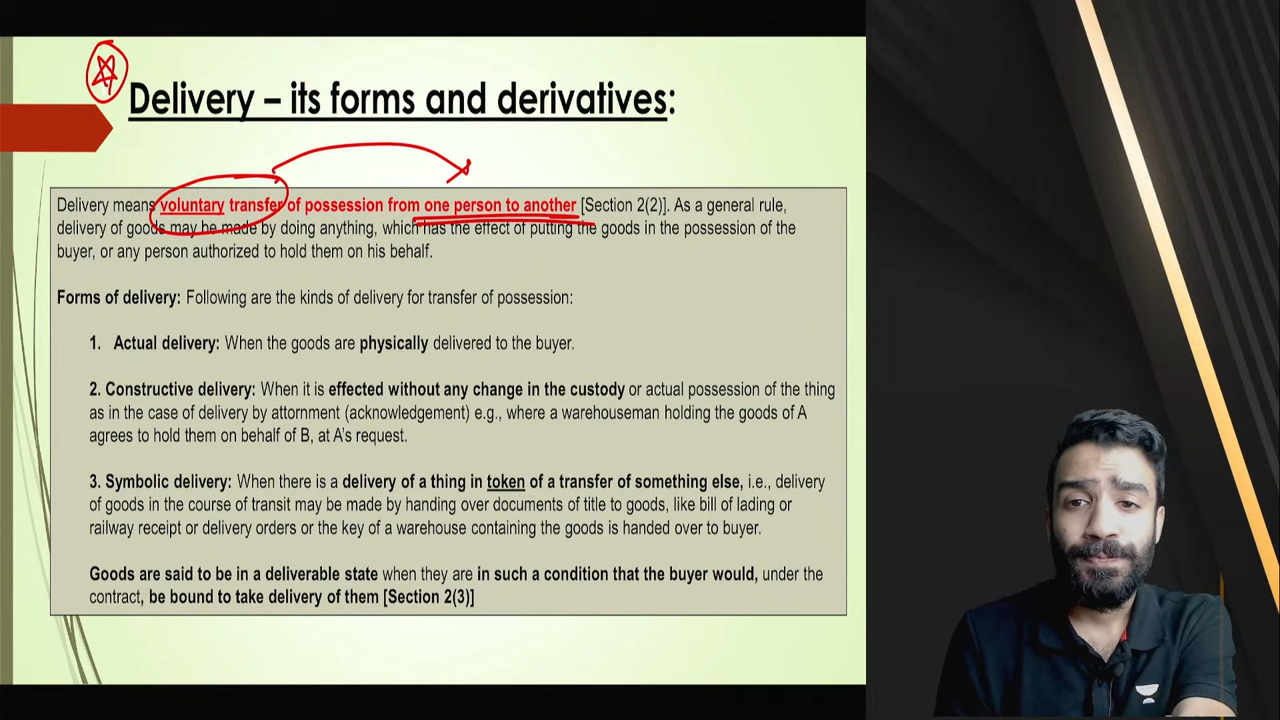 Delivery – its forms and derivatives:
Delivery means voluntary transfer of possession from one person to another [Section 2(2)]. As a general rule,
delivery of goods may be made by doing anything, which has the effect of putting the goods in the possession of the
buyer, or any person authorized to hold them on his behalf.
Forms of delivery: Following are the kinds of delivery for transfer of possession:
1. Actual delivery: When the goods are physically delivered to the buyer.
2. Constructive delivery: When it is effected without any change in the custody or actual possession of the thing
as in the case of delivery by attornment (acknowledgement) e.g., where a warehouseman holding the goods of A
agrees to hold them on behalf of B, at A's request.
3. Symbolic delivery: When there is a delivery of a thing in token of a transfer of something else, i.e., delivery
of goods in the course of transit may be made by handing over documents of title to goods, like bill of lading or
railway receipt or delivery orders or the key of a warehouse containing the goods is handed over to buyer.
Goods are said to be in a deliverable state when they are in such a condition that the buyer would, under the
contract, be bound to take delivery of them [Section 2(3)]